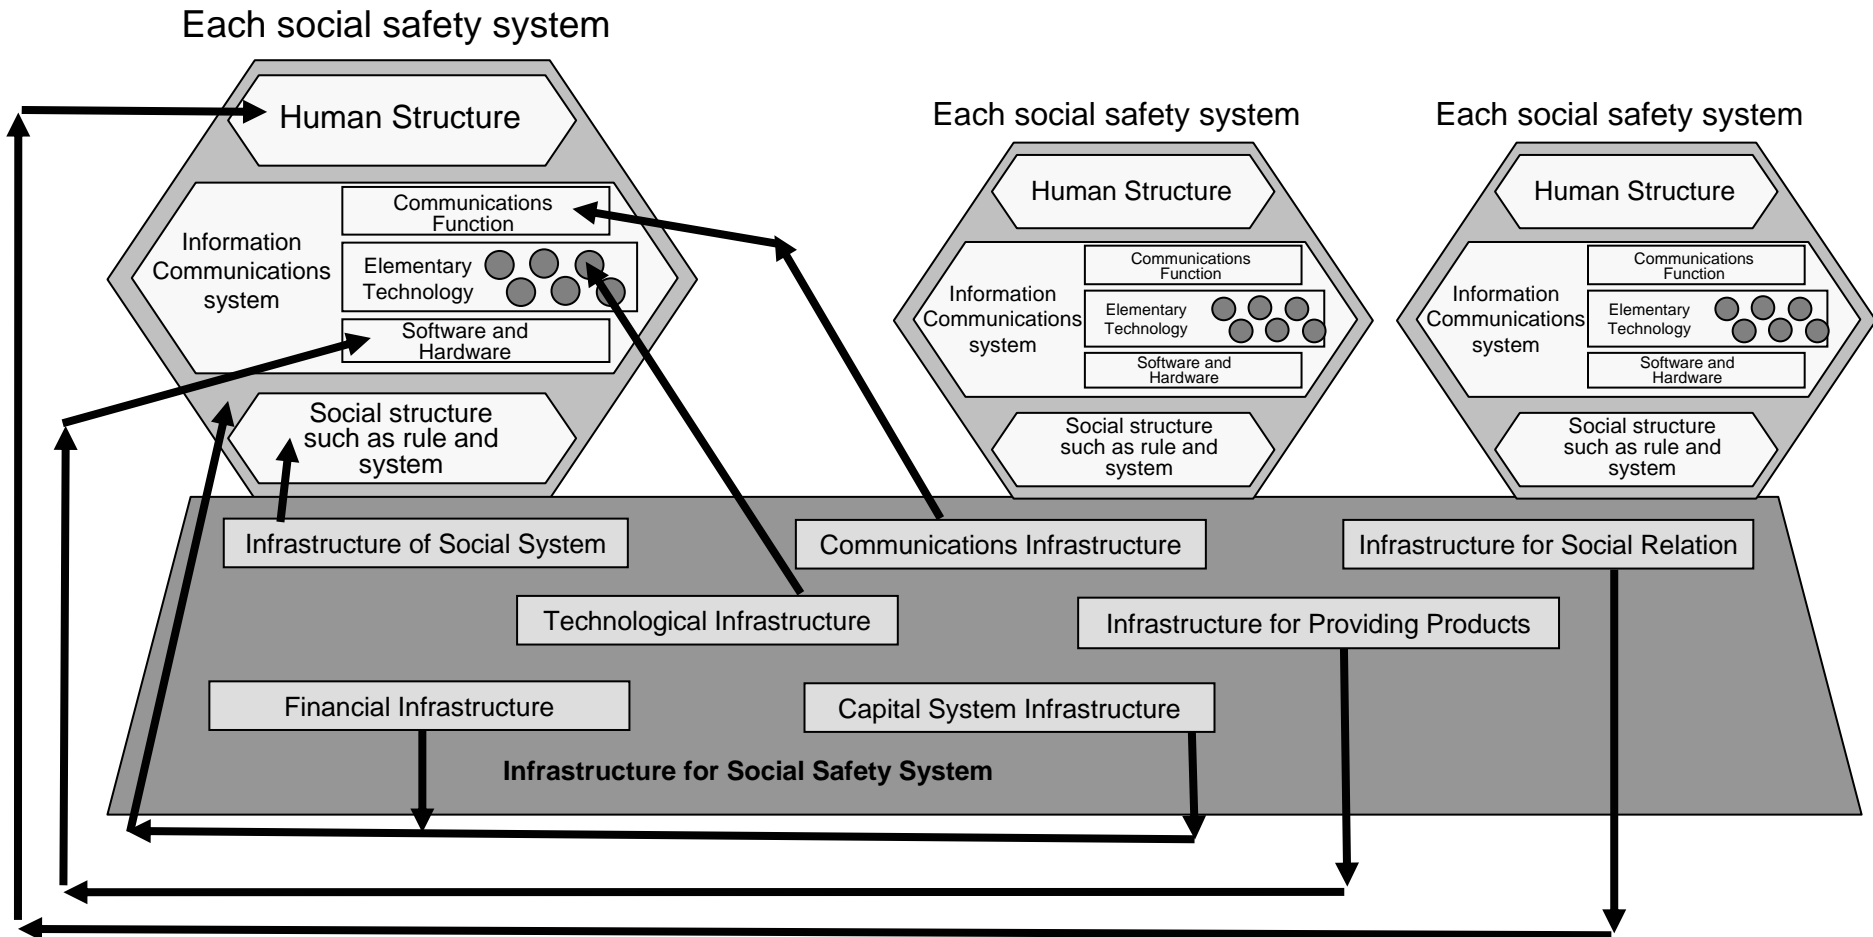 Each social safety system
Human Structure
Communications
Function
Information
Communications
system
Elementary
Technology
Software and
Hardware
Social structure
such as rule and
system
Each social safety system
Human Structure
Communications
Function
Information
Communications
system
Elementary
Technology
Software and
Hardware
Social structure
such as rule and
system
Each social safety system
Human Structure
Communications
Function
Information
Communications
system
Elementary
Technology
Software and
Hardware
Social structure
such as rule and
system
Infrastructure of Social System
Communications Infrastructure
Infrastructure for Social Relation
Technological Infrastructure
Infrastructure for Providing Products
Financial Infrastructure
Capital System Infrastructure
Infrastructure for Social Safety System